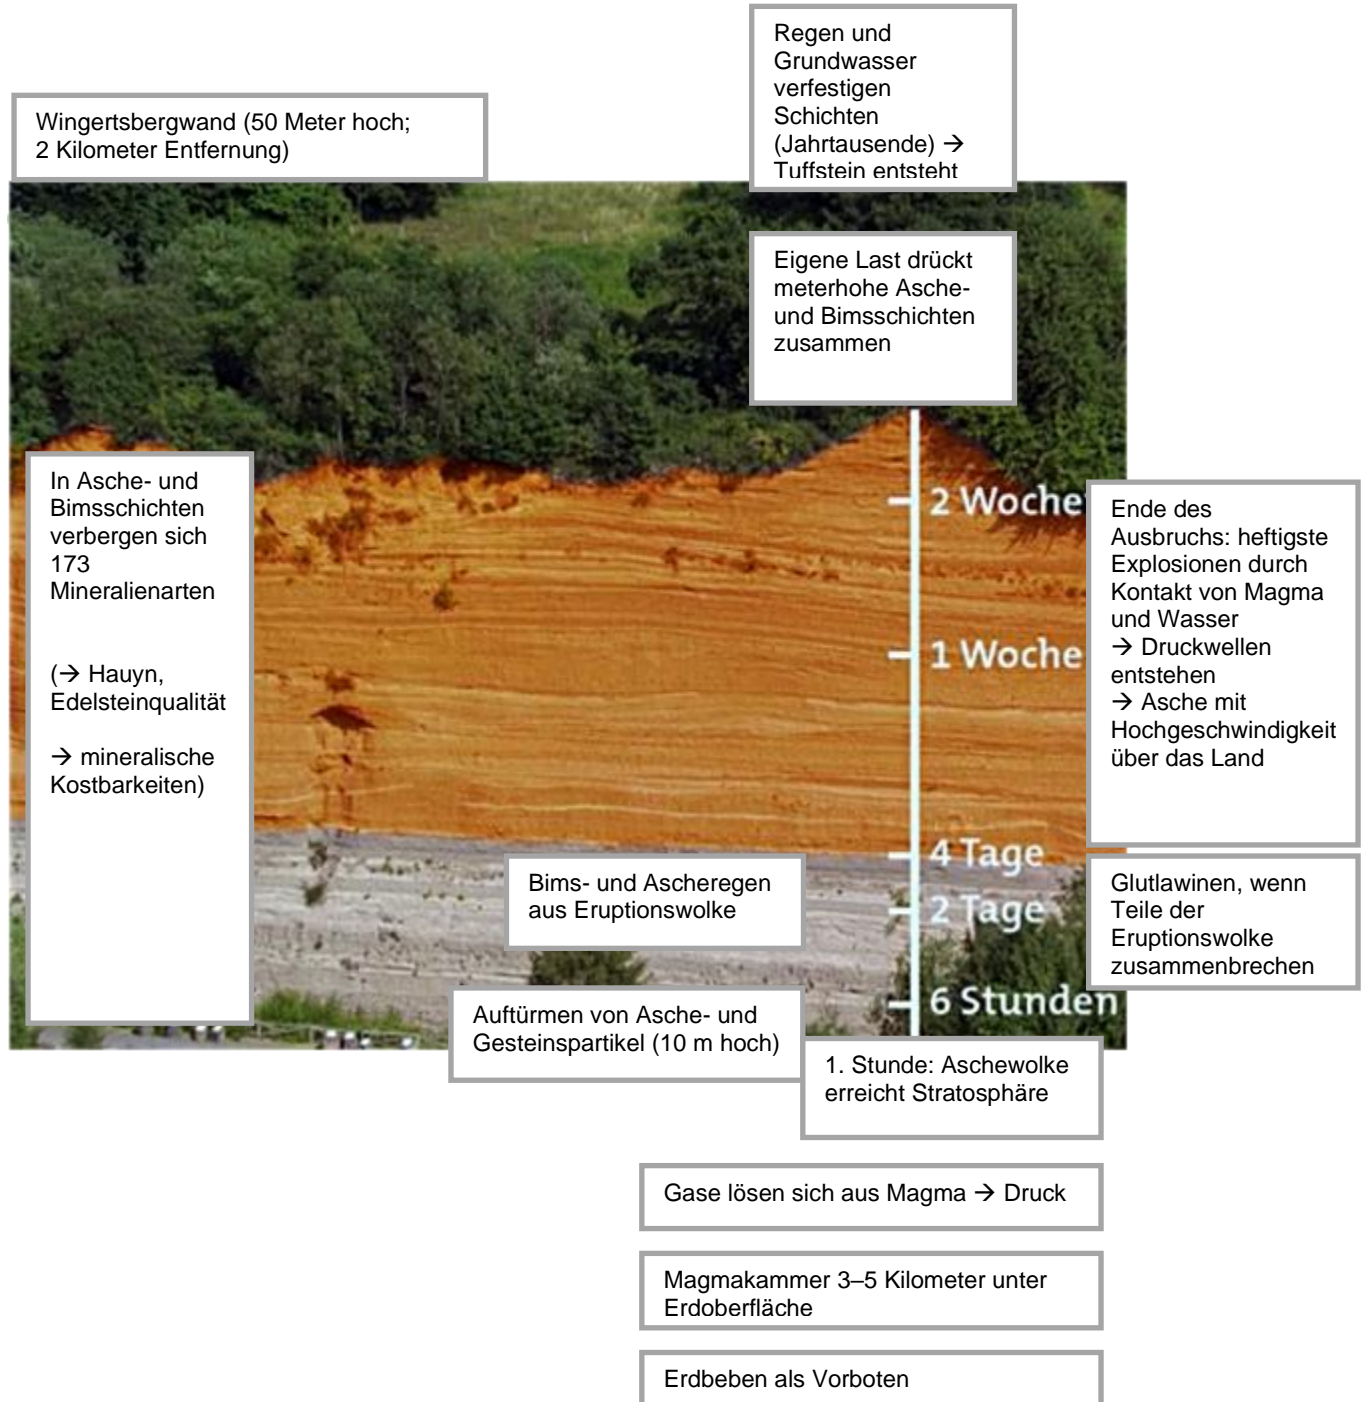 Regen und
Grundwasser
verfestigen
Schichten
(Jahrtausende) →
Tuffstein entsteht
Wingertsbergwand (50 Meter hoch;
2 Kilometer Entfernung)
Eigene Last drückt
meterhohe Asche-
und Bimsschichten
zusammen
In Asche- und
Bimsschichten
verbergen sich
173
Mineralienarten
(→ Hauyn,
Edelsteinqualität
→ mineralische
Kostbarkeiten)
2 Woche
1 Woche
4 Tage
2 Tage
6 Stunden
Ende des
Ausbruchs: heftigste
Explosionen durch
Kontakt von Magma
und Wasser
→ Druckwellen
entstehen
→ Asche mit
Hochgeschwindigkeit
über das Land
Bims- und Ascheregen
aus Eruptionswolke
Glutlawinen, wenn
Teile der
Eruptionswolke
zusammenbrechen
Auftürmen von Asche- und
Gesteinspartikel (10 m hoch)
1. Stunde: Aschewolke
erreicht Stratosphäre
Gase lösen sich aus Magma → Druck
Magmakammer 3–5 Kilometer unter
Erdoberfläche
Erdbeben als Vorboten